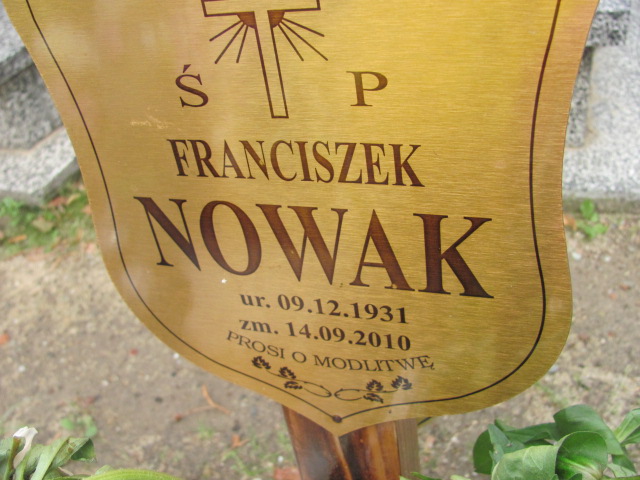 Ś P
FRANCISZEK
NOWAK
ur. 09.12.1931
zm. 14.09.2010
PROSI O MODLITWĘ